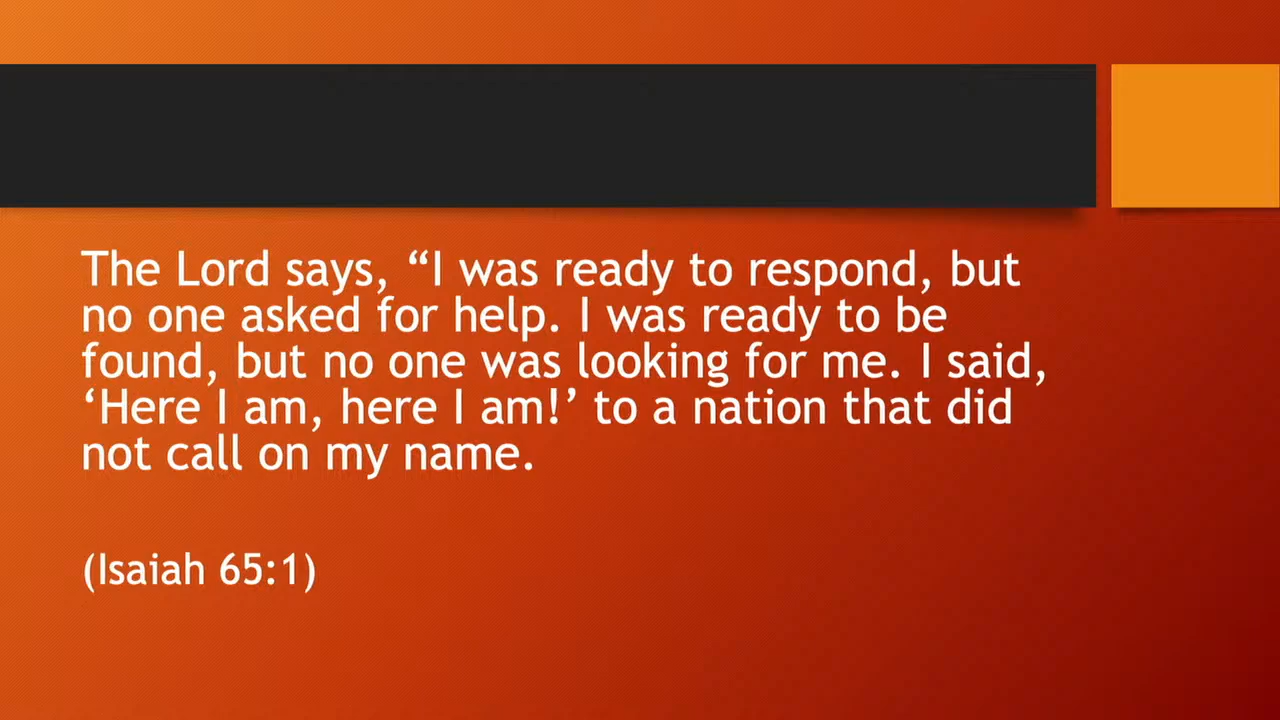 The Lord says, “I was ready to respond, but
no one asked for help. I was ready to be
found, but no one was looking for me. I said,
‘Here I am, here I am!’ to a nation that did
not call on my name.
(Isaiah 65:1)